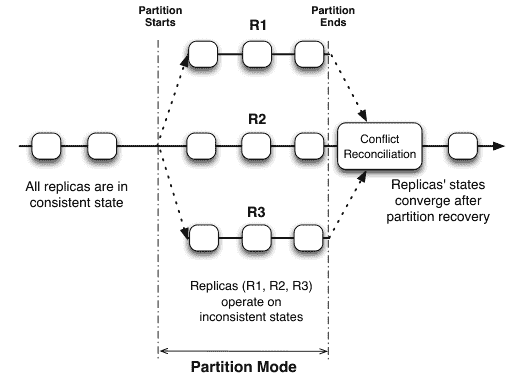 Partition
Starts
R1
Partition
Ends
R2
Conflict
Reconciliation
All replicas are in
consistent state
Replicas' states
converge after
partition recovery
R3
Replicas (R1, R2, R3)
operate on
inconsistent states
Partition Mode